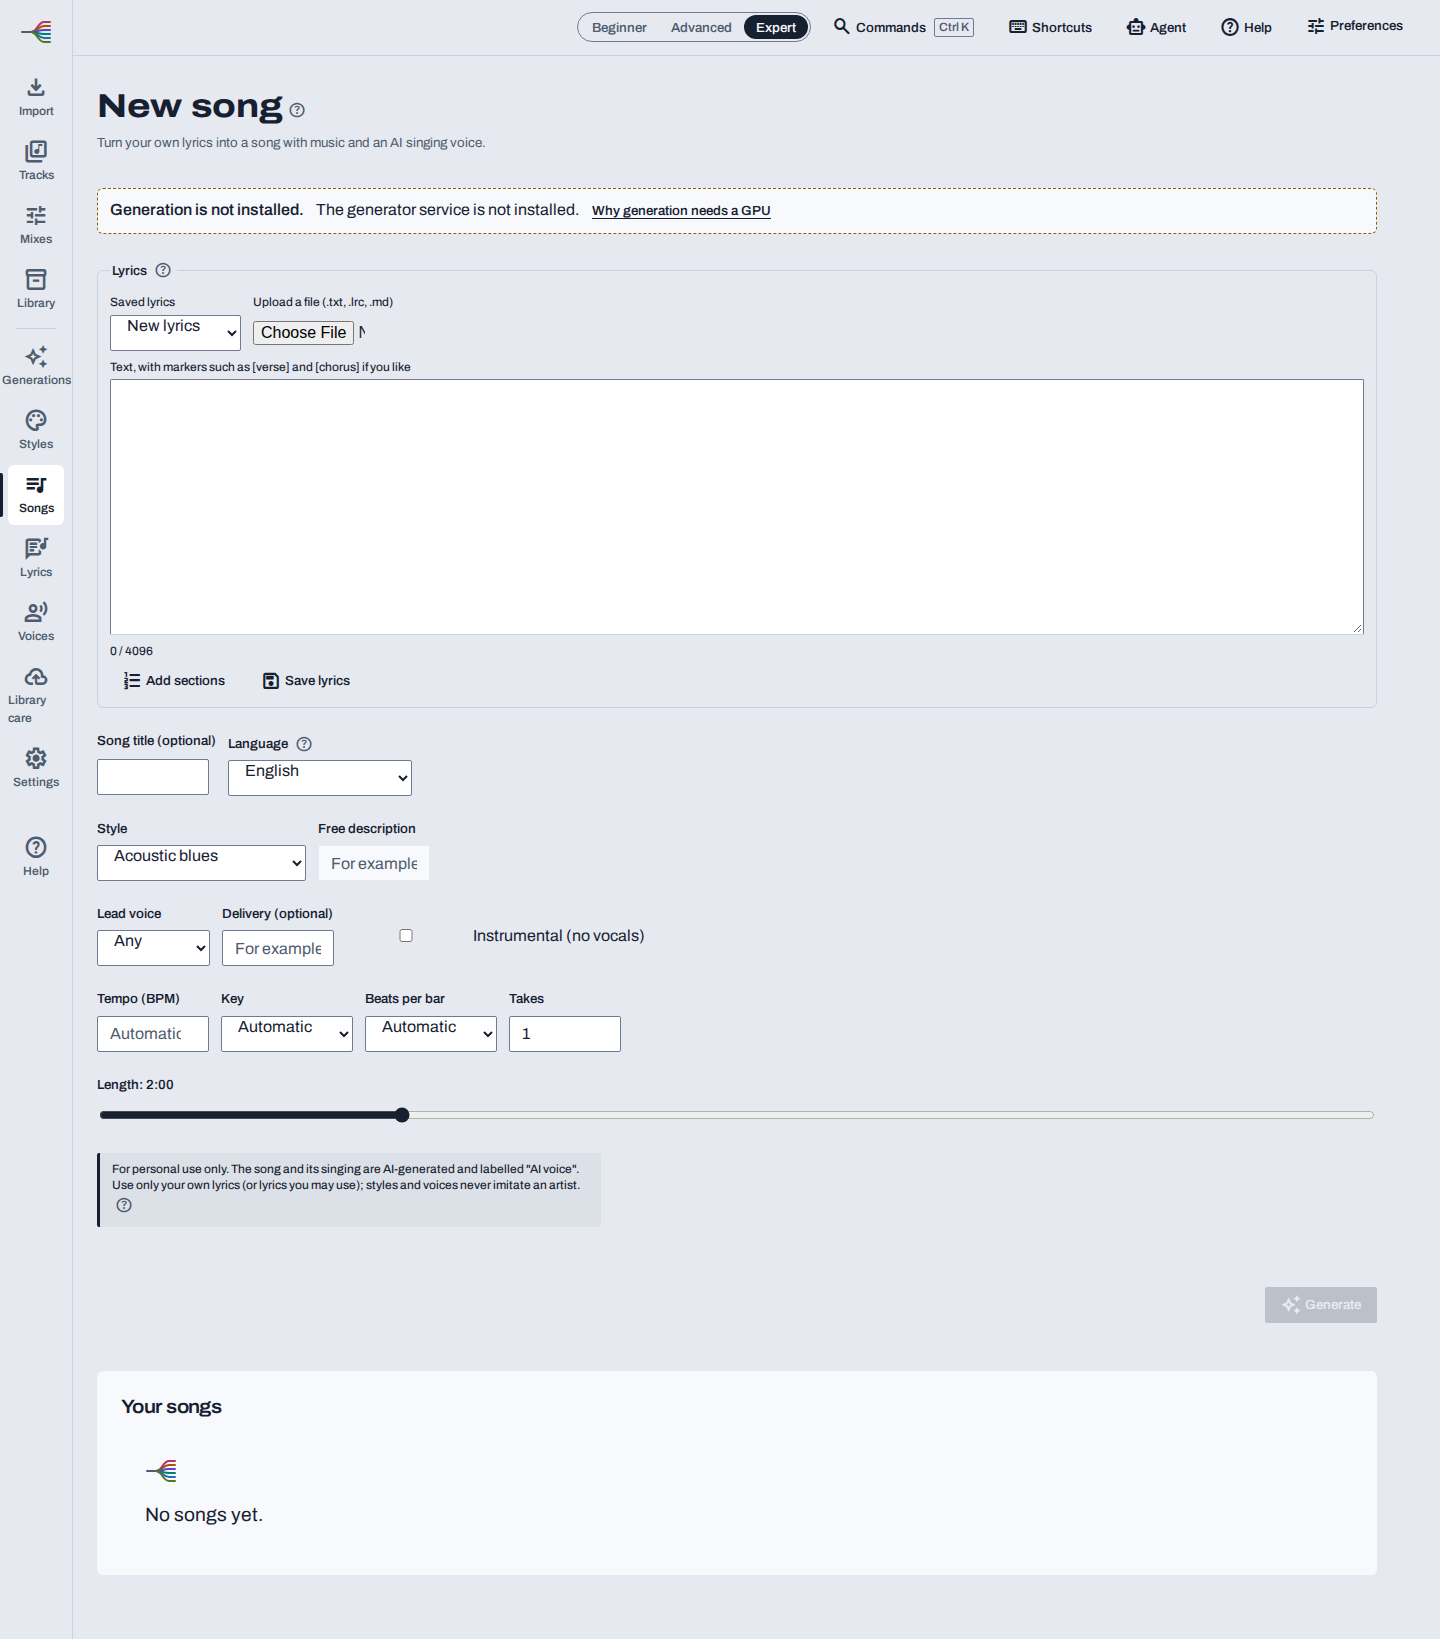 Beginner Advanced Expert Commands Ctrl K Shortcuts Agent Help Preferences
Import
Tracks
Mixes
Library
Generations
Styles
Songs
Lyrics
Voices
Library
care
Settings
Help
New song
Turn your own lyrics into a song with music and an AI singing voice.
Generation is not installed. The generator service is not installed. Why generation needs a GPU
Lyrics
Saved lyrics Upload a file (.txt, .lrc, .md)
New lyrics Choose File
Text, with markers such as [verse] and [chorus] if you like
0 / 4096
Add sections Save lyrics
Song title (optional) Language
English
Style Free description
Acoustic blues For example
Lead voice Delivery (optional)
Any For example Instrumental (no vocals)
Tempo (BPM) Key Beats per bar Takes
Automatic Automatic Automatic 1
Length: 2:00
For personal use only. The song and its singing are AI-generated and labelled "AI voice".
Use only your own lyrics (or lyrics you may use); styles and voices never imitate an artist.
Generate
Your songs
No songs yet.